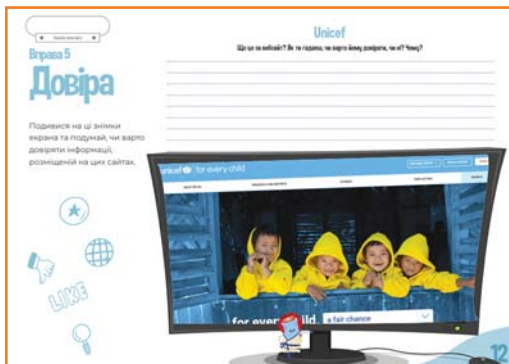 Вправа 5
Довіра
Подивися на ці знімки
екрана та подумай, чи варто
довіряти інформації,
розміщеній на цих сайтах.
LIKE
Unicef
Що це за вебсайт? Як ти гадаєш, чи варто йому довіряти, чи ні? Чому?
unicef for every child
for every child, a fair chance
12